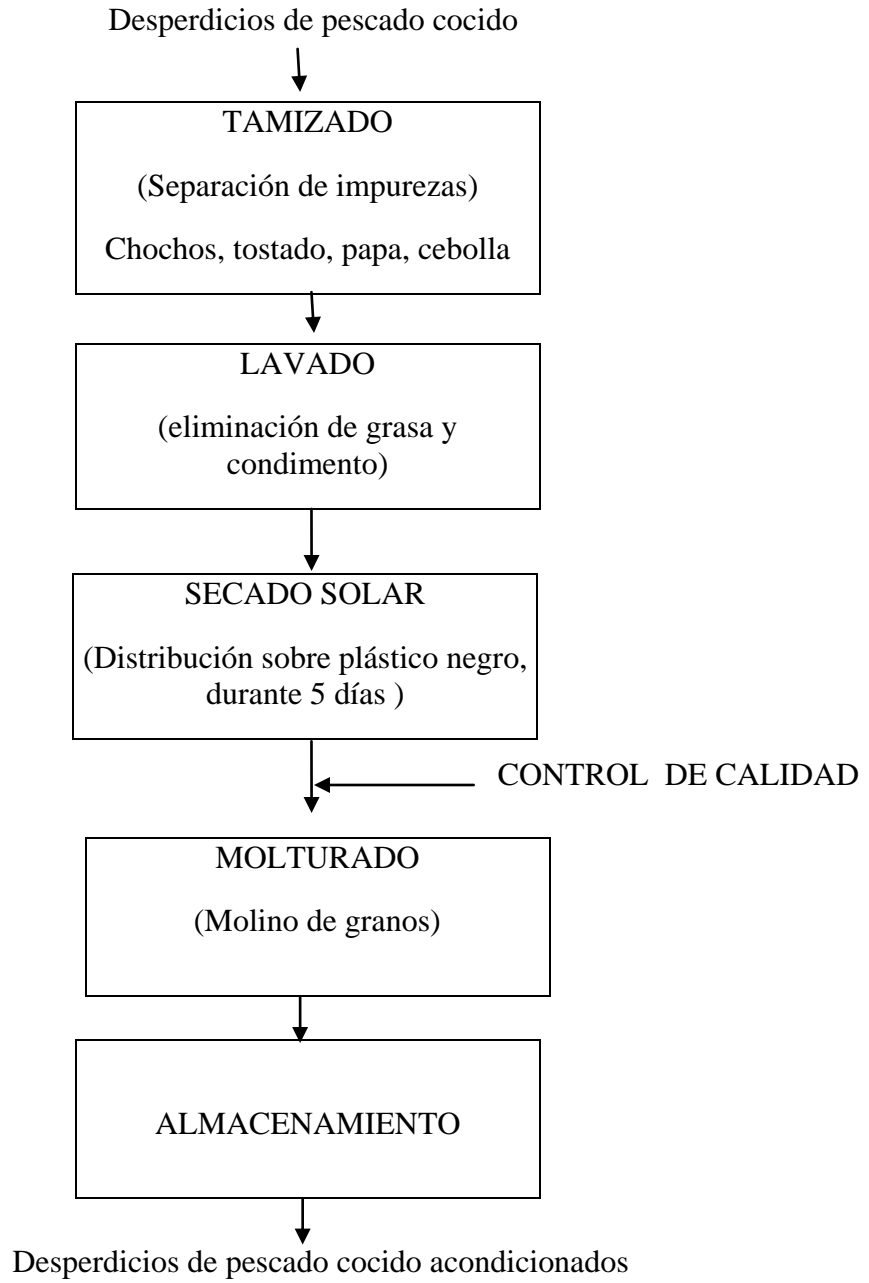 Desperdicios de pescado cocido
TAMIZADO
(Separación de impurezas)
Chochos, tostado, papa, cebolla
LAVADO
(eliminación de grasa y
condimento)
SECADO SOLAR
(Distribución sobre plástico negro,
durante 5 días )
CONTROL DE CALIDAD
MOLTURADO
(Molino de granos)
ALMACENAMIENTO
Desperdicios de pescado cocido acondicionados